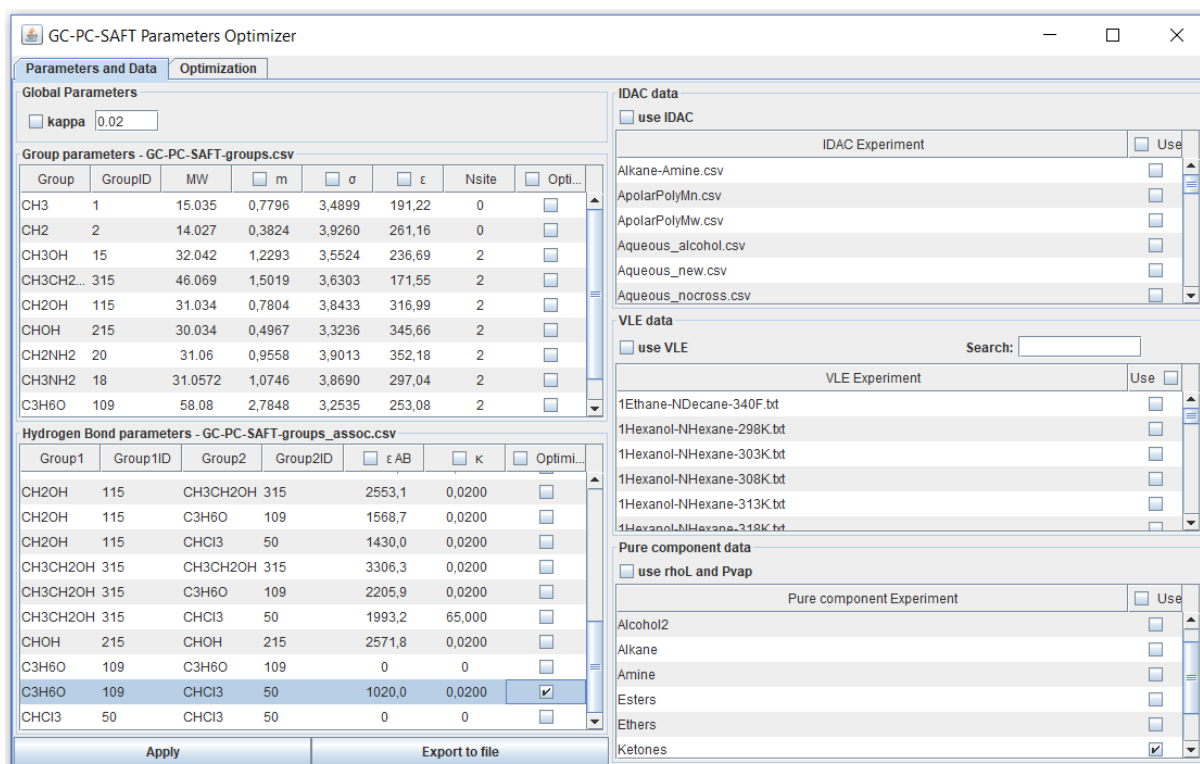 GC-PC-SAFT Parameters Optimizer
Parameters and Data Optimization
Global Parameters
kappa 0.02
Group parameters - GC-PC-SAFT-groups.csv
Group GroupID MW m σ ε Nsite Opti...
CH3 1 15.035 0,7796 3,4899 191,22 0
CH2 2 14.027 0,3824 3,9260 261,16 0
CH3OH 15 32.042 1,2293 3,5524 236,69 2
CH3CH2... 315 46.069 1,5019 3,6303 171,55 2
CH2OH 115 31.034 0,7804 3,8433 316,99 2
CHOH 215 30.034 0,4967 3,3236 345,66 2
CH2NH2 20 31.06 0,9558 3,9013 352,18 2
CH3NH2 18 31.0572 1,0746 3,8690 297,04 2
C3H6O 109 58.08 2,7848 3,2535 253,08 2
Hydrogen Bond parameters - GC-PC-SAFT-groups_assoc.csv
Group1 Group1ID Group2 Group2ID ε AB κ Optimi...
CH2OH 115 CH3CH2OH 315 2553,1 0,0200
CH2OH 115 C3H6O 109 1568,7 0,0200
CH2OH 115 CHCl3 50 1430,0 0,0200
CH3CH2OH 315 CH3CH2OH 315 3306,3 0,0200
CH3CH2OH 315 C3H6O 109 2205,9 0,0200
CH3CH2OH 315 CHCl3 50 1993,2 65,000
CHOH 215 CHOH 215 2571,8 0,0200
C3H6O 109 C3H6O 109 0 0
C3H6O 109 CHCl3 50 1020,0 0,0200
CHCl3 50 CHCl3 50 0 0
Apply Export to file
IDAC data
use IDAC
IDAC Experiment Use
Alkane-Amine.csv
ApolarPolyMn.csv
ApolarPolyMw.csv
Aqueous_alcohol.csv
Aqueous_new.csv
Aqueous_nocross.csv
VLE data
use VLE Search:
VLE Experiment Use
1Ethane-NDecane-340F.txt
1Hexanol-NHexane-298K.txt
1Hexanol-NHexane-303K.txt
1Hexanol-NHexane-308K.txt
1Hexanol-NHexane-313K.txt
1Hexanol-NHexane-318K.txt
Pure component data
use rhoL and Pvap
Pure component Experiment Use
Alcohol2
Alkane
Amine
Esters
Ethers
Ketones